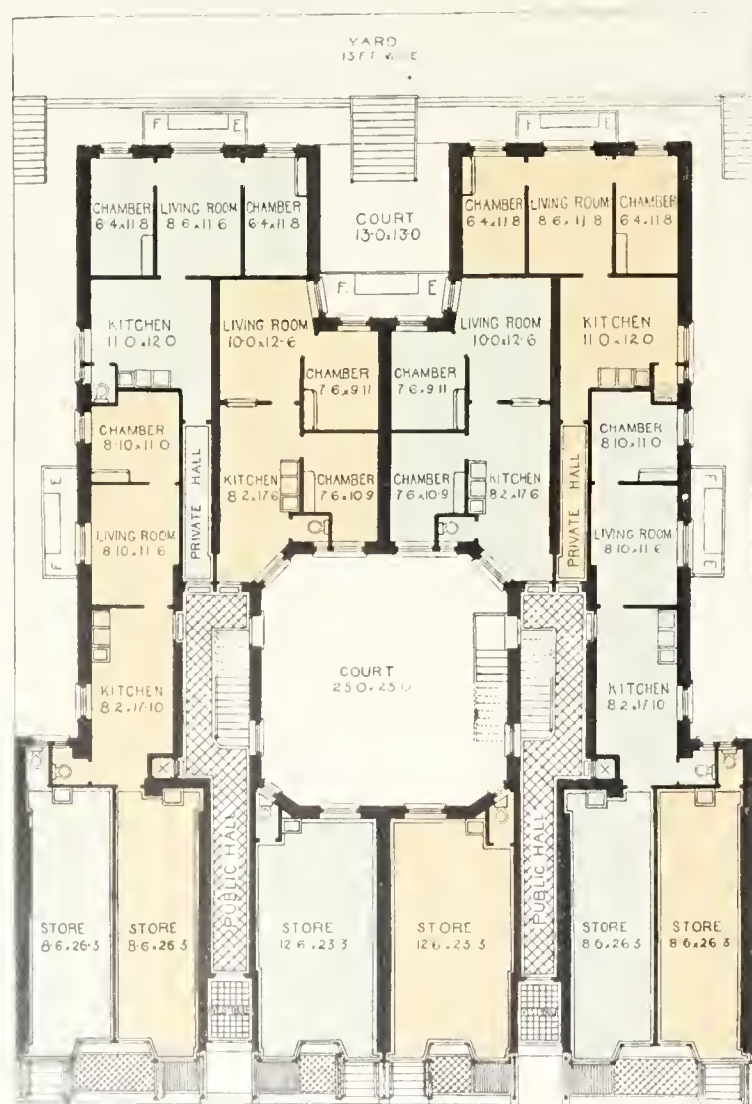 YARD
F E
F E
CHAMBER
6·4x11·8
LIVING ROOM
8·6x11·6
CHAMBER
6·4x11·8
COURT
13·0x13·0
CHAMBER
6·4x11·8
LIVING ROOM
8·6x11·8
CHAMBER
6·4x11·8
F. E
KITCHEN
11·0x12·0
LIVING ROOM
10·0x12·6
LIVING ROOM
10·0x12·6
KITCHEN
11·0x12·0
CHAMBER
7·6x9·11
CHAMBER
7·6x9·11
CHAMBER
8·10x11·0
CHAMBER
8·10x11·0
PRIVATE HALL
KITCHEN
8·2x17·6
CHAMBER
7·6x10·9
CHAMBER
7·6x10·9
KITCHEN
8·2x17·6
PRIVATE HALL
F E
LIVING ROOM
8·10x11·6
LIVING ROOM
8·10x11·6
F E
COURT
KITCHEN
8·2x17·10
KITCHEN
8·2x17·10
PUBLIC HALL
PUBLIC HALL
STORE
8·6x26·3
STORE
8·6x26·3
STORE
12·6x23·3
STORE
12·6x23·3
STORE
8·6x26·3
STORE
8·6x26·3